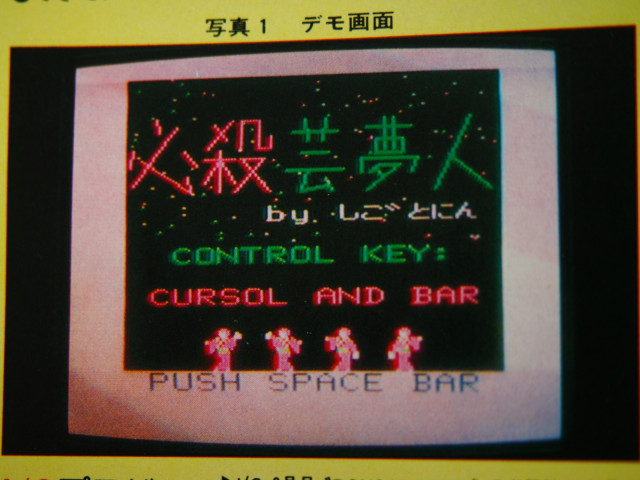 写真1 デモ画面
必殺芸夢人
by しごとにん
CONTROL KEY:
CURSOL AND BAR
PUSH SPACE BAR